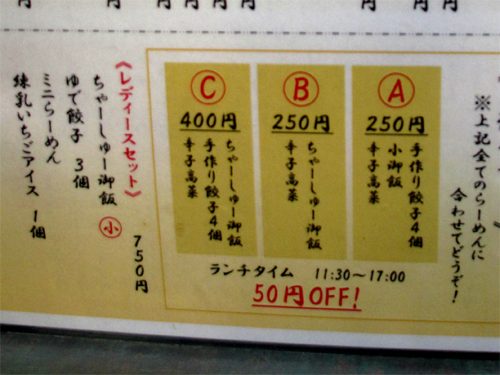 ※上記全てのらーめんに
合わせてどうぞ!
A
250円
手作り餃子4個
小御飯
辛子高菜
B
250円
ちゃーしゅー御飯
辛子高菜
C
400円
ちゃーしゅー御飯
手作り餃子4個
辛子高菜
ランチタイム 11:30~17:00
50円OFF!
《レディースセット》
ちゃーしゅー御飯 小
ゆで餃子 3個
ミニらーめん
練乳いちごアイス 1個
750円